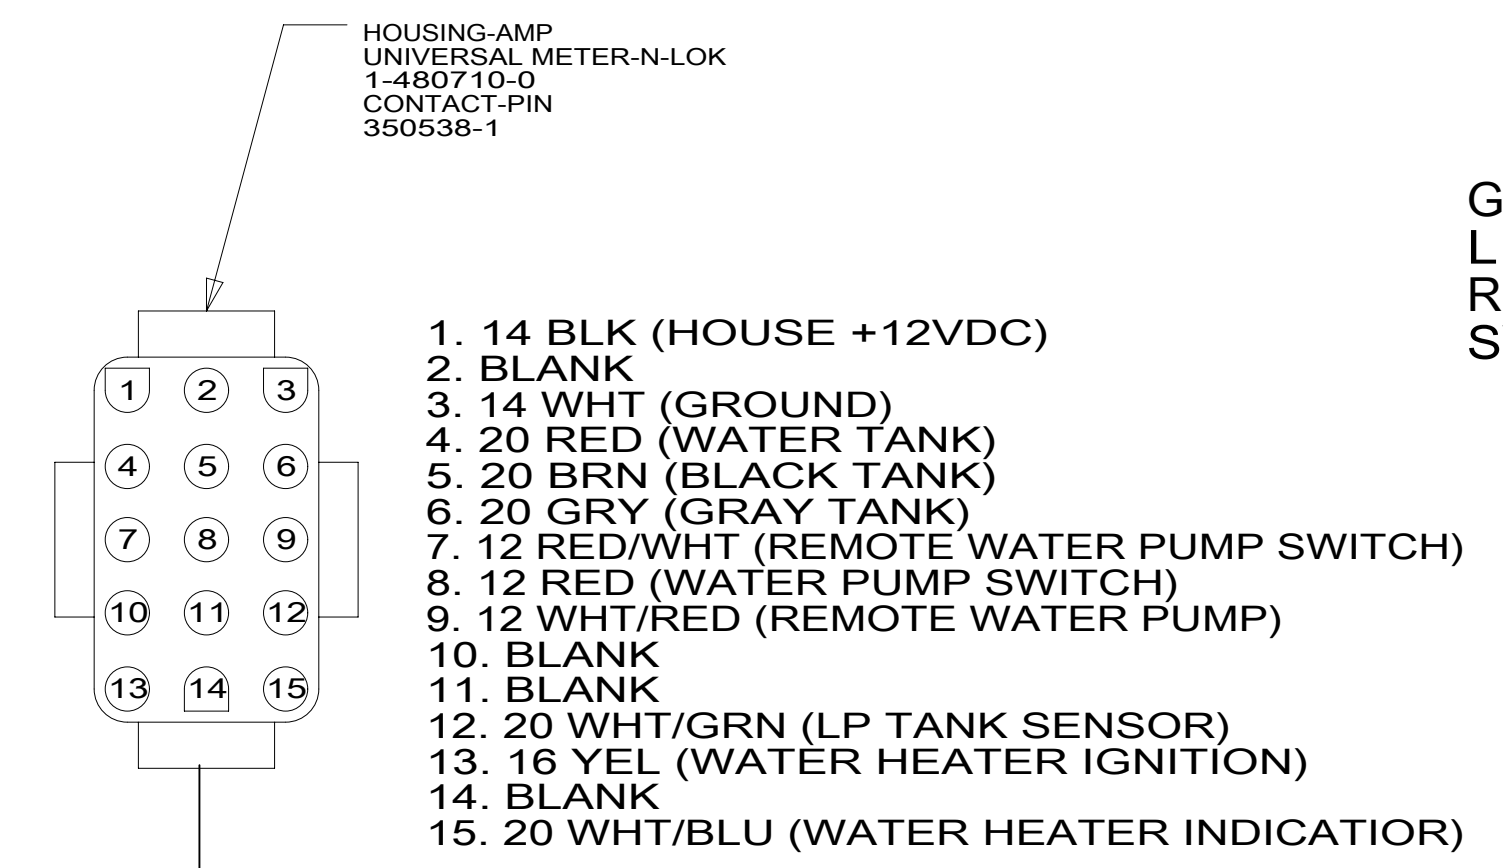 HOUSING-AMP
UNIVERSAL METER-N-LOK
1-480710-0
CONTACT-PIN
350538-1
G
L
R
S
1. 14 BLK (HOUSE +12VDC)
2. BLANK
3. 14 WHT (GROUND)
4. 20 RED (WATER TANK)
5. 20 BRN (BLACK TANK)
6. 20 GRY (GRAY TANK)
7. 12 RED/WHT (REMOTE WATER PUMP SWITCH)
8. 12 RED (WATER PUMP SWITCH)
9. 12 WHT/RED (REMOTE WATER PUMP)
10. BLANK
11. BLANK
12. 20 WHT/GRN (LP TANK SENSOR)
13. 16 YEL (WATER HEATER IGNITION)
14. BLANK
15. 20 WHT/BLU (WATER HEATER INDICATIOR)
1 2 3
4 5 6
7 8 9
10 11 12
13 14 15